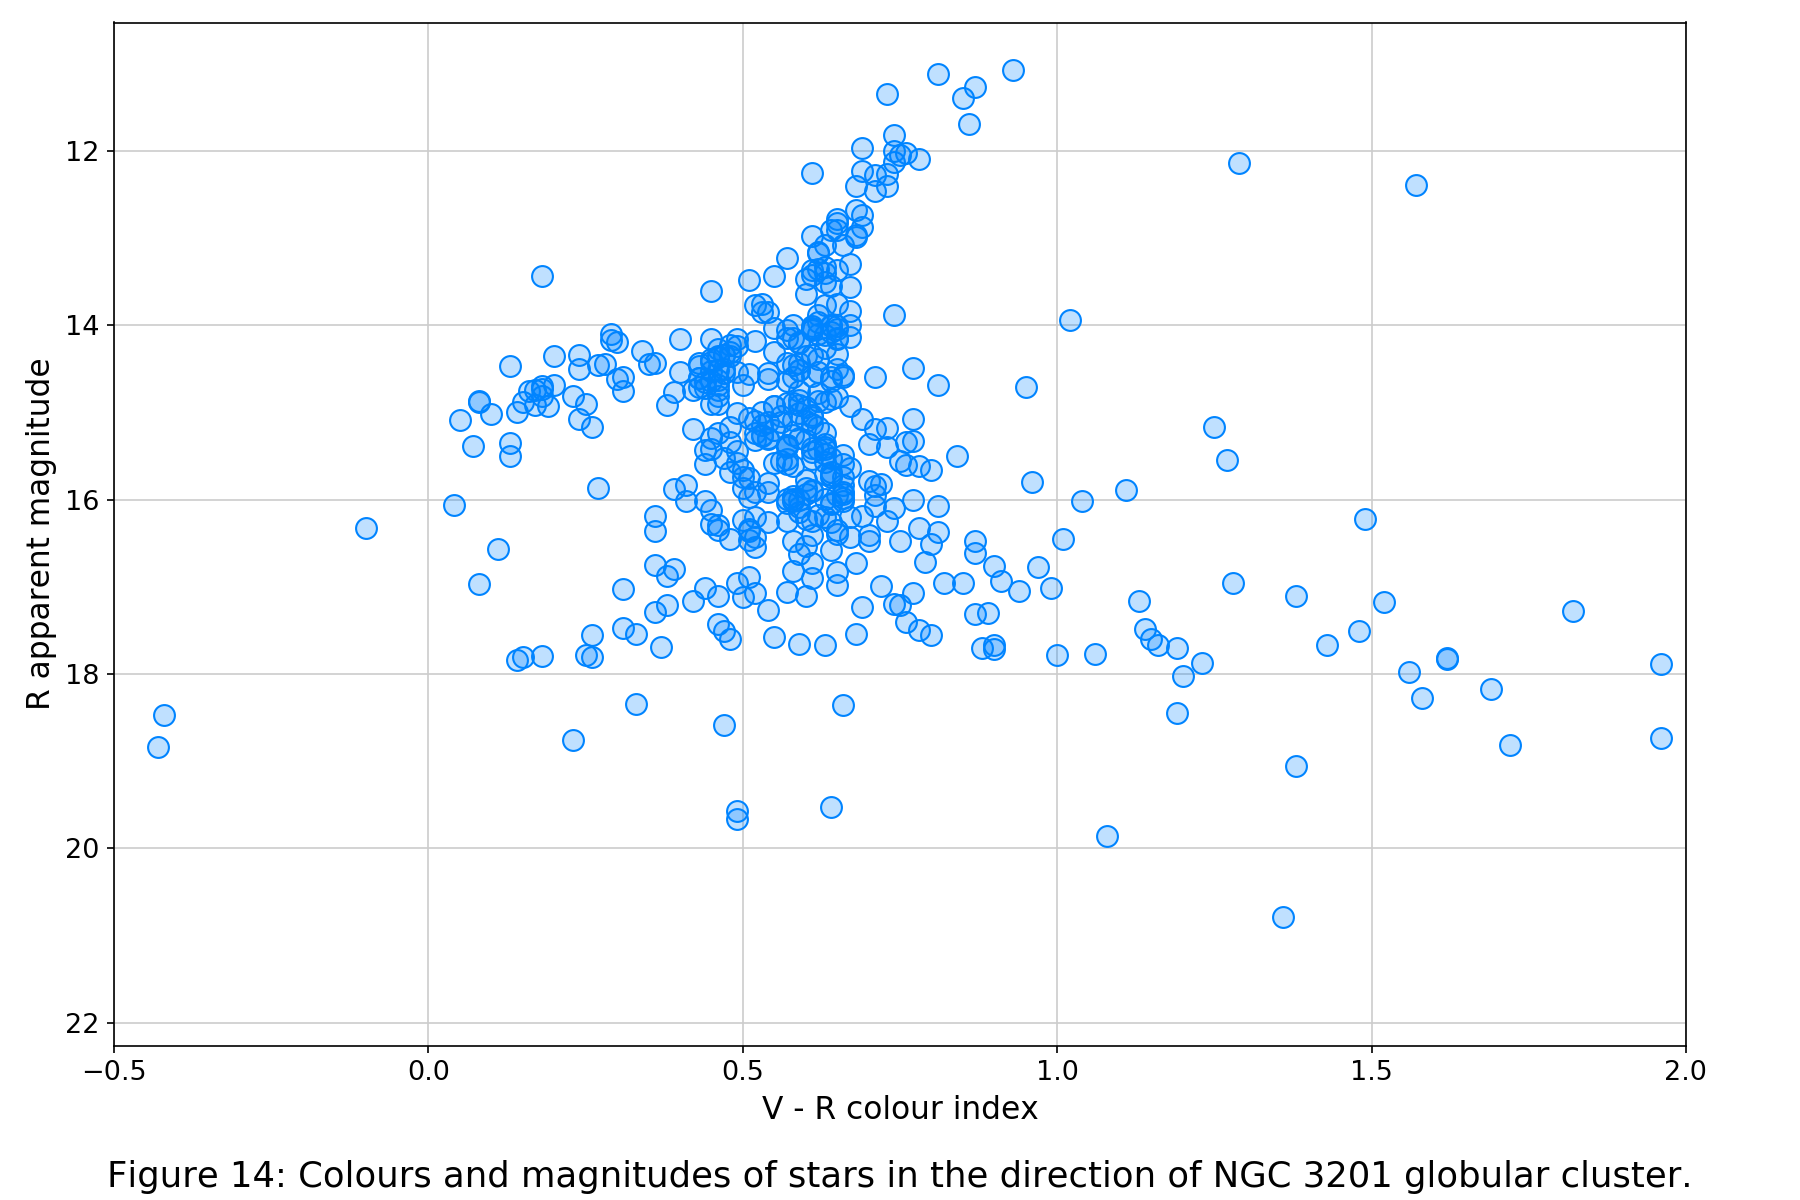 12
14
16
18
20
22
R apparent magnitude
−0.5 0.0 0.5 1.0 1.5 2.0
V - R colour index
Figure 14: Colours and magnitudes of stars in the direction of NGC 3201 globular cluster.